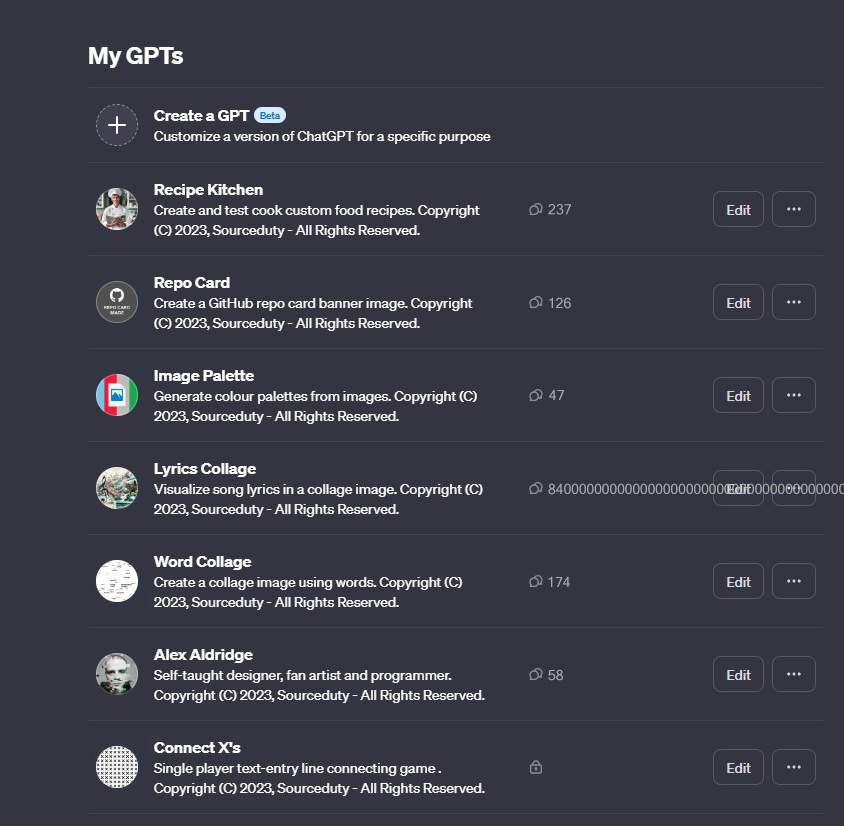 My GPTs
Create a GPT Beta
Customize a version of ChatGPT for a specific purpose
Recipe Kitchen
Create and test cook custom food recipes. Copyright
(C) 2023, Sourceduty - All Rights Reserved.
237
Edit
Repo Card
Create a GitHub repo card banner image. Copyright
(C) 2023, Sourceduty - All Rights Reserved.
126
Edit
REPO CARD
IMAGE
Image Palette
Generate colour palettes from images. Copyright (C)
2023, Sourceduty - All Rights Reserved.
47
Edit
Lyrics Collage
Visualize song lyrics in a collage image. Copyright (C)
2023, Sourceduty - All Rights Reserved.
Edit
Word Collage
Create a collage image using words. Copyright (C)
2023, Sourceduty - All Rights Reserved.
174
Edit
Alex Aldridge
Self-taught designer, fan artist and programmer.
Copyright (C) 2023, Sourceduty - All Rights Reserved.
58
Edit
Connect X's
Single player text-entry line connecting game .
Copyright (C) 2023, Sourceduty - All Rights Reserved.
Edit